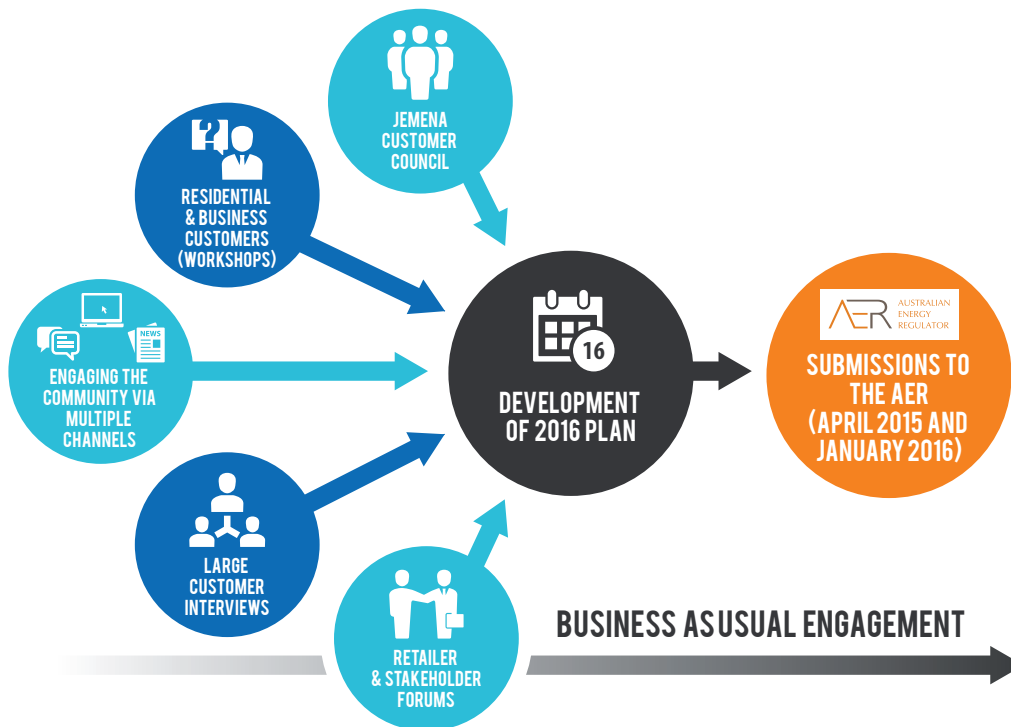 JEMENA
CUSTOMER
COUNCIL
?
RESIDENTIAL
& BUSINESS
CUSTOMERS
(WORKSHOPS)
NEWS
ENGAGING THE
COMMUNITY VIA
MULTIPLE
CHANNELS
LARGE
CUSTOMER
INTERVIEWS
RETAILER
& STAKEHOLDER
FORUMS
16
DEVELOPMENT
OF 2016 PLAN
AER
AUSTRALIAN
ENERGY
REGULATOR
SUBMISSIONS TO
THE AER
(APRIL 2015 AND
JANUARY 2016)
BUSINESS AS USUAL ENGAGEMENT